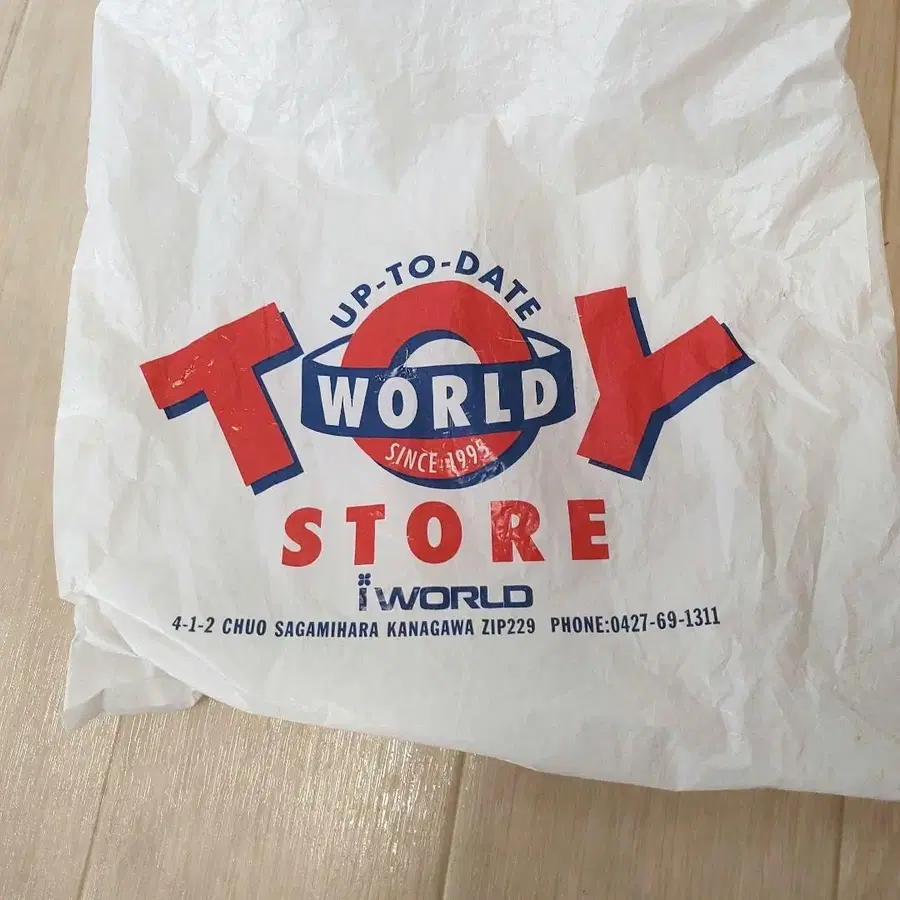 UP-TO-DATE
TOY
WORLD
SINCE 1995
STORE
i WORLD
4-1-2 CHUO SAGAMIHARA KANAGAWA ZIP229 PHONE:0427-69-1311